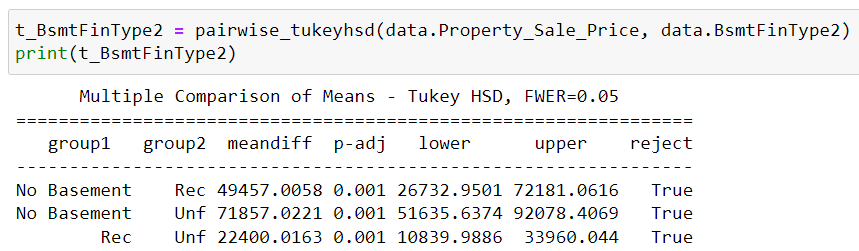 t_BsmtFinType2 = pairwise_tukeyhsd(data.Property_Sale_Price, data.BsmtFinType2)
print(t_BsmtFinType2)
Multiple Comparison of Means - Tukey HSD, FWER=0.05
================================================================
group1 group2 meandiff p-adj lower upper reject
----------------------------------------------------------------
No Basement Rec 49457.0058 0.001 26732.9501 72181.0616 True
No Basement Unf 71857.0221 0.001 51635.6374 92078.4069 True
Rec Unf 22400.0163 0.001 10839.9886 33960.044 True